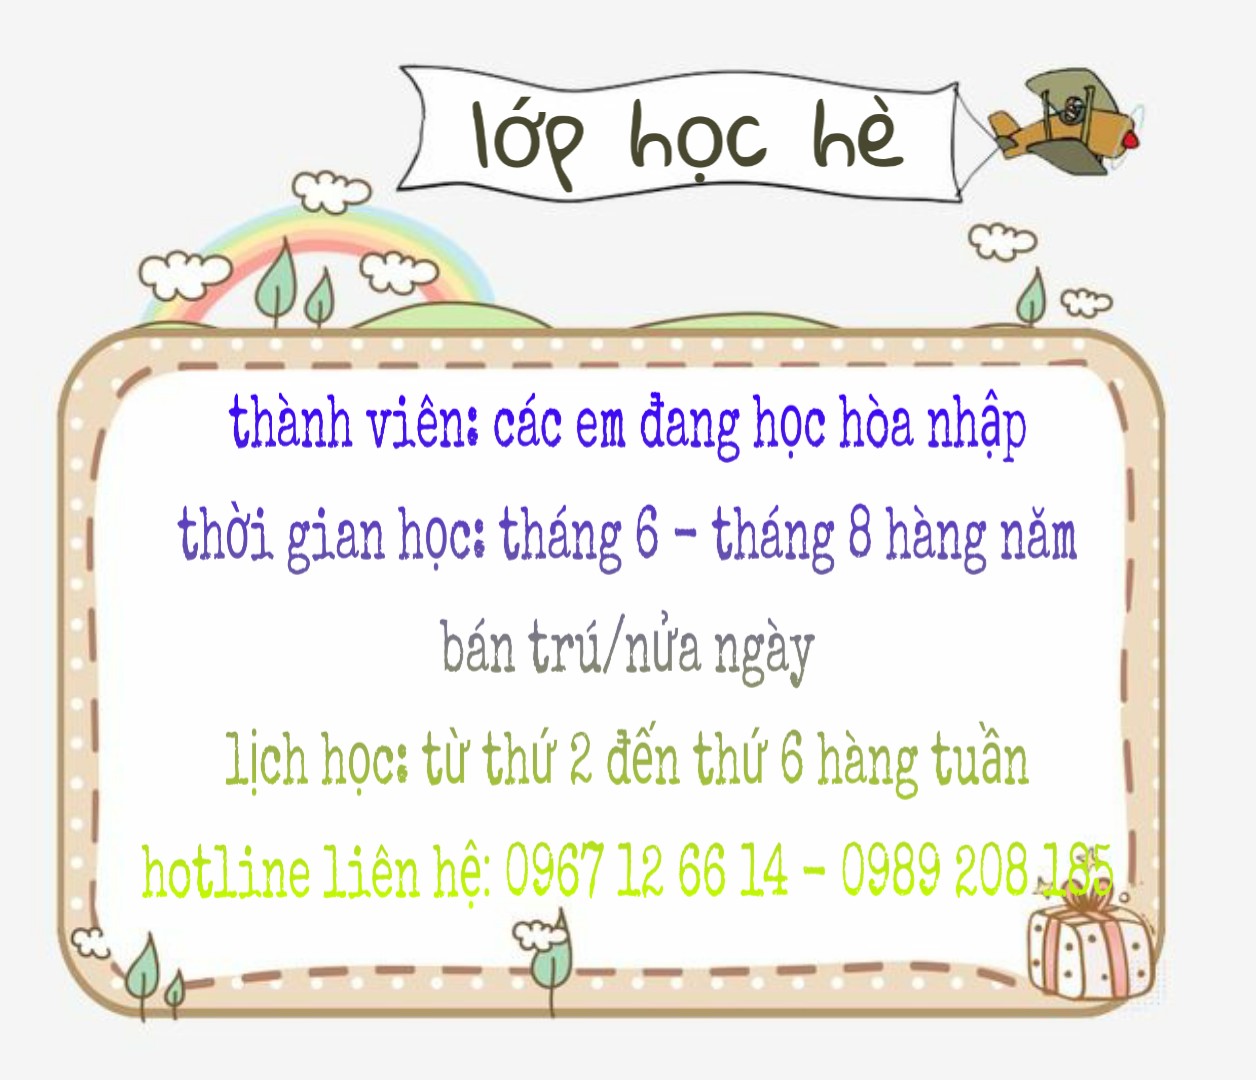 lớp học hè
thành viên: các em đang học hòa nhập
thời gian học: tháng 6 - tháng 8 hàng năm
bán trú/nửa ngày
lịch học: từ thứ 2 đến thứ 6 hàng tuần
hotline liên hệ: 0967 12 66 14 - 0989 208 185